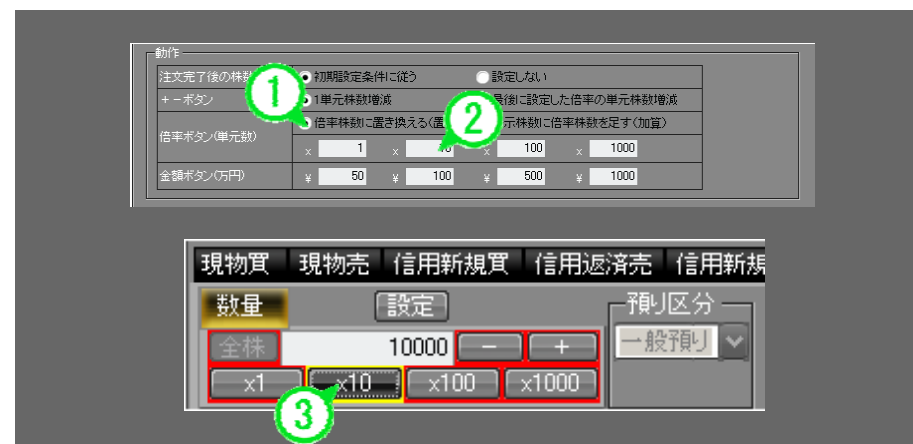 動作
注文完了後の株数
初期設定条件に従う
設定しない
+-ボタン
1単元株数増減
最後に設定した倍率の単元株数増減
倍率ボタン(単元数)
倍率株数に置き換える
示株数に倍率株数を足す(加算)
x 1 x 10 x 100 x 1000
金額ボタン(万円)
¥ 50 ¥ 100 ¥ 500 ¥ 1000
1
2
現物買 現物売 信用新規買 信用返済売 信用新規
数量 設定 預り区分
全株 10000 - + 一般預り
x1 x10 x100 x1000
3